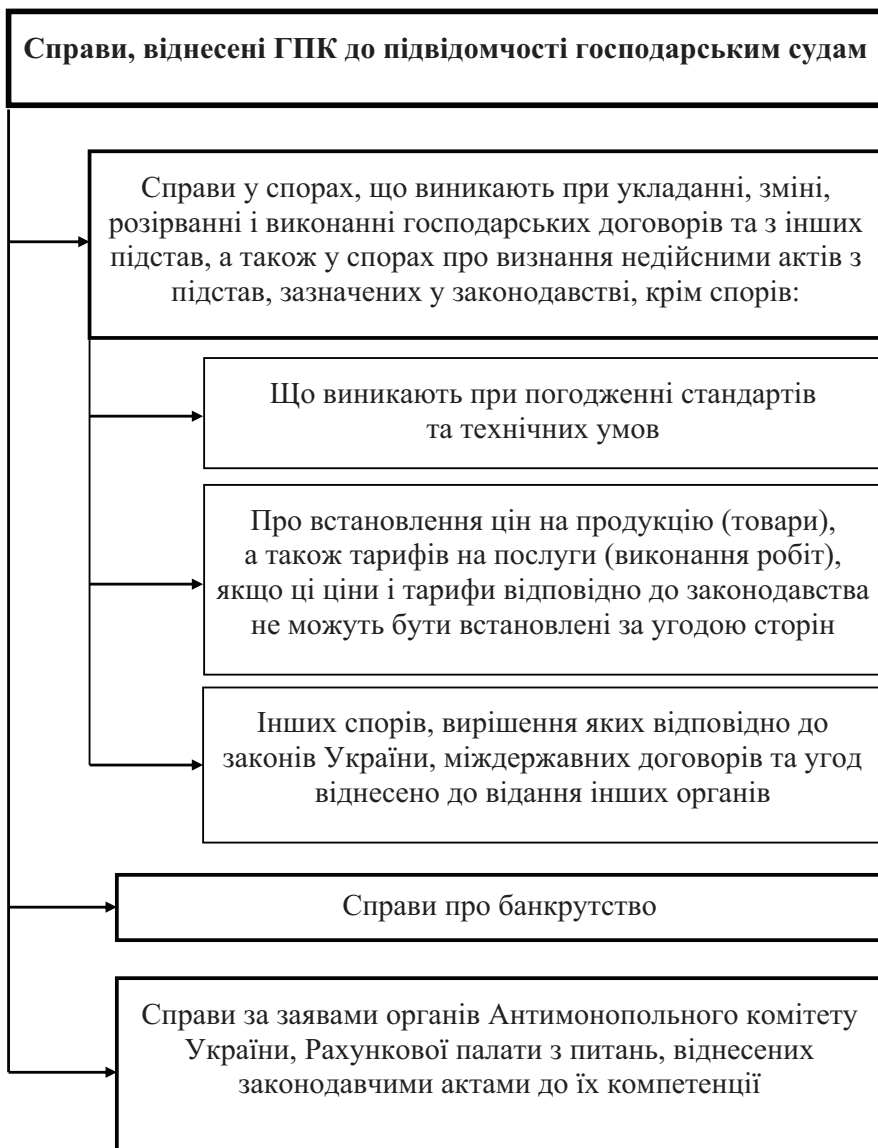 Справи, віднесені ГПК до підвідомчості господарським судам
Справи у спорах, що виникають при укладанні, зміні,
розірванні і виконанні господарських договорів та з інших
підстав, а також у спорах про визнання недійсними актів з
підстав, зазначених у законодавстві, крім спорів:
Що виникають при погодженні стандартів
та технічних умов
Про встановлення цін на продукцію (товари),
а також тарифів на послуги (виконання робіт),
якщо ці ціни і тарифи відповідно до законодавства
не можуть бути встановлені за угодою сторін
Інших спорів, вирішення яких відповідно до
законів України, міждержавних договорів та угод
віднесено до відання інших органів
Справи про банкрутство
Справи за заявами органів Антимонопольного комітету
України, Рахункової палати з питань, віднесених
законодавчими актами до їх компетенції